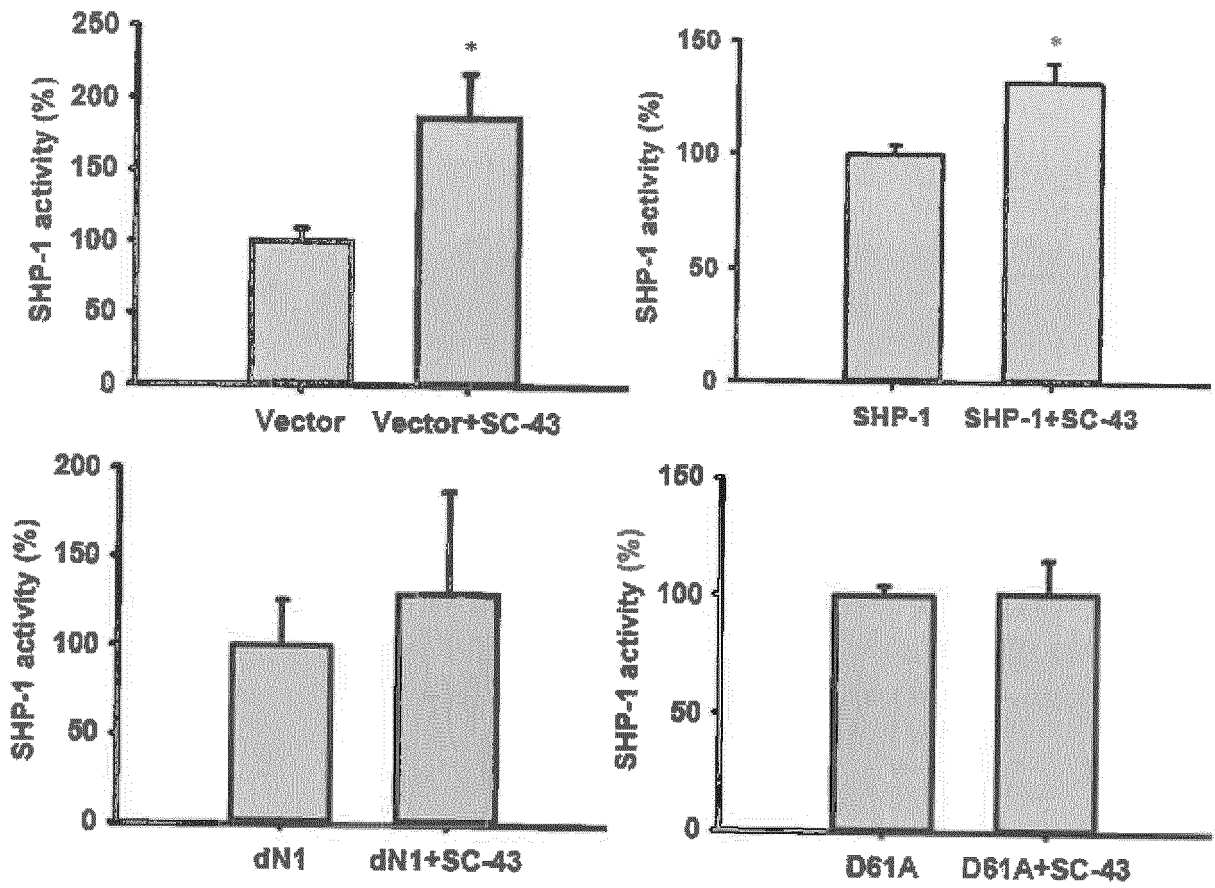 250
200
150
100
50
0
SHP-1 activity (%)
*
Vector Vector+SC-43
150
100
50
0
SHP-1 activity (%)
*
SHP-1 SHP-1+SC-43
200
150
100
50
0
SHP-1 activity (%)
dN1 dN1+SC-43
150
100
50
0
SHP-1 activity (%)
D61A D61A+SC-43